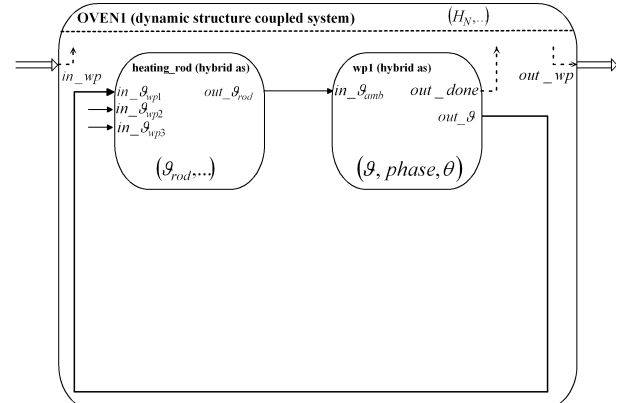 OVEN1 (dynamic structure coupled system) (H_N,..)
in_wp out_wp
heating_rod (hybrid as) wp1 (hybrid as)
in_ϑ_wp1 out_ϑ_rod in_ϑ_amb out_done
in_ϑ_wp2 out_ϑ
in_ϑ_wp3
(ϑ_rod,...) (ϑ, phase, θ)